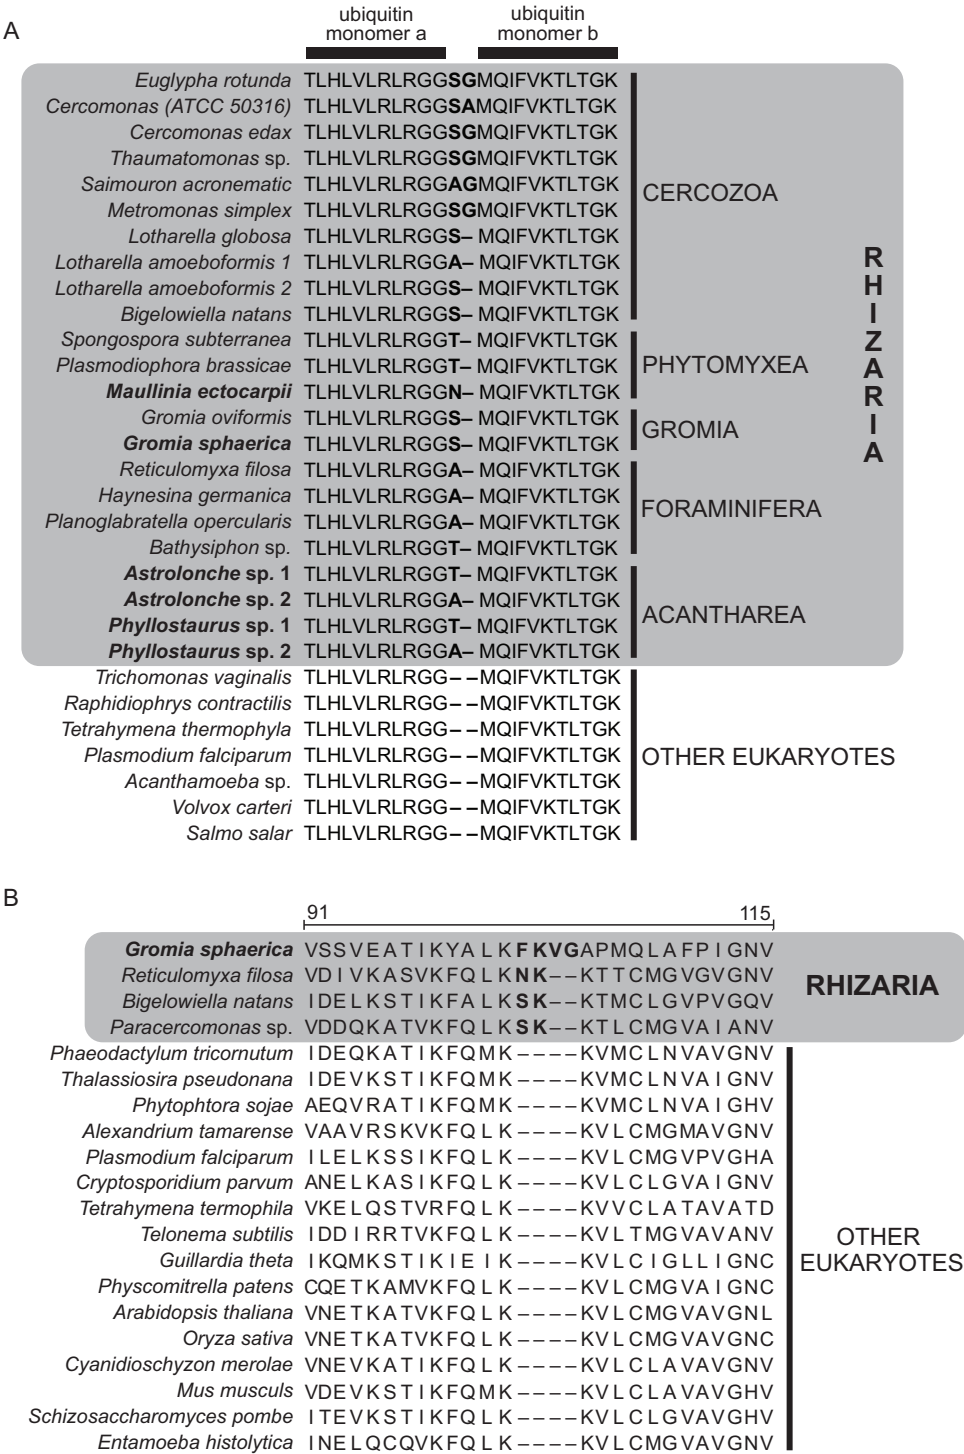 A
ubiquitin monomer a
ubiquitin monomer b
Euglypha rotunda TLHLVLRLRGGSGMQIFVKTLTGK
Cercomonas (ATCC 50316) TLHLVLRLRGGSAMQIFVKTLTGK
Cercomonas edax TLHLVLRLRGGSGMQIFVKTLTGK
Thaumatomonas sp. TLHLVLRLRGGSGMQIFVKTLTGK
Saimouron acronematic TLHLVLRLRGGAGMQIFVKTLTGK
Metromonas simplex TLHLVLRLRGGSGMQIFVKTLTGK
Lotharella globosa TLHLVLRLRGGS–MQIFVKTLTGK
Lotharella amoeboformis 1 TLHLVLRLRGGA–MQIFVKTLTGK
Lotharella amoeboformis 2 TLHLVLRLRGGS–MQIFVKTLTGK
Bigelowiella natans TLHLVLRLRGGS–MQIFVKTLTGK
CERCOZOA
Spongospora subterranea TLHLVLRLRGGT–MQIFVKTLTGK
Plasmodiophora brassicae TLHLVLRLRGGT–MQIFVKTLTGK
Maullinia ectocarpii TLHLVLRLRGGN–MQIFVKTLTGK
PHYTOMYXEA
Gromia oviformis TLHLVLRLRGGS–MQIFVKTLTGK
Gromia sphaerica TLHLVLRLRGGS–MQIFVKTLTGK
GROMIA
Reticulomyxa filosa TLHLVLRLRGGA–MQIFVKTLTGK
Haynesina germanica TLHLVLRLRGGA–MQIFVKTLTGK
Planoglabratella opercularis TLHLVLRLRGGA–MQIFVKTLTGK
Bathysiphon sp. TLHLVLRLRGGT–MQIFVKTLTGK
FORAMINIFERA
Astrolonche sp. 1 TLHLVLRLRGGT–MQIFVKTLTGK
Astrolonche sp. 2 TLHLVLRLRGGA–MQIFVKTLTGK
Phyllostaurus sp. 1 TLHLVLRLRGGT–MQIFVKTLTGK
Phyllostaurus sp. 2 TLHLVLRLRGGA–MQIFVKTLTGK
ACANTHAREA
RHIZARIA
Trichomonas vaginalis TLHLVLRLRGG––MQIFVKTLTGK
Raphidiophrys contractilis TLHLVLRLRGG––MQIFVKTLTGK
Tetrahymena thermophyla TLHLVLRLRGG––MQIFVKTLTGK
Plasmodium falciparum TLHLVLRLRGG––MQIFVKTLTGK
Acanthamoeba sp. TLHLVLRLRGG––MQIFVKTLTGK
Volvox carteri TLHLVLRLRGG––MQIFVKTLTGK
Salmo salar TLHLVLRLRGG––MQIFVKTLTGK
OTHER EUKARYOTES
B
91 115
Gromia sphaerica VSSVEATIKYALKFKVGAPMQLAFPIGNV
Reticulomyxa filosa VDIVKASVKFQLKNK––KTTCMGVGVGNV
Bigelowiella natans IDELKSTIKFALKSK––KTMCLGVPVGQV
Paracercomonas sp. VDDQKATVKFQLKSK––KTLCMGVAIANV
RHIZARIA
Phaeodactylum tricornutum IDEQKATIKFQMK––––KVMCLNVAVGNV
Thalassiosira pseudonana IDEVKSTIKFQMK––––KVMCLNVAIGNV
Phytophtora sojae AEQVRATIKFQMK––––KVMCLNVAIGHV
Alexandrium tamarense VAAVRSKVKFQLK––––KVLCMGMAVGNV
Plasmodium falciparum ILELKSSIKFQLK––––KVLCMGVPVGHA
Cryptosporidium parvum ANELKASIKFQLK––––KVLCLGVAIGNV
Tetrahymena termophila VKELQSTVRFQLK––––KVVCLATAVATD
Telonema subtilis IDDIRRTVKFQLK––––KVLTMGVAVANV
Guillardia theta IKQMKSTIKIEIK––––KVLCIGLLIGNC
Physcomitrella patens CQETKAMVKFQLK––––KVLCMGVAIGNC
Arabidopsis thaliana VNETKATVKFQLK––––KVLCMGVAVGNL
Oryza sativa VNETKATVKFQLK––––KVLCMGVAVGNC
Cyanidioschyzon merolae VNEVKATIKFQLK––––KVLCLAVAVGNV
Mus musculs VDEVKSTIKFQMK––––KVLCLAVAVGHV
Schizosaccharomyces pombe ITEVKSTIKFQLK––––KVLCLGVAVGHV
Entamoeba histolytica INELQCQVKFQLK––––KVLCMGVAVGNV
OTHER
EUKARYOTES